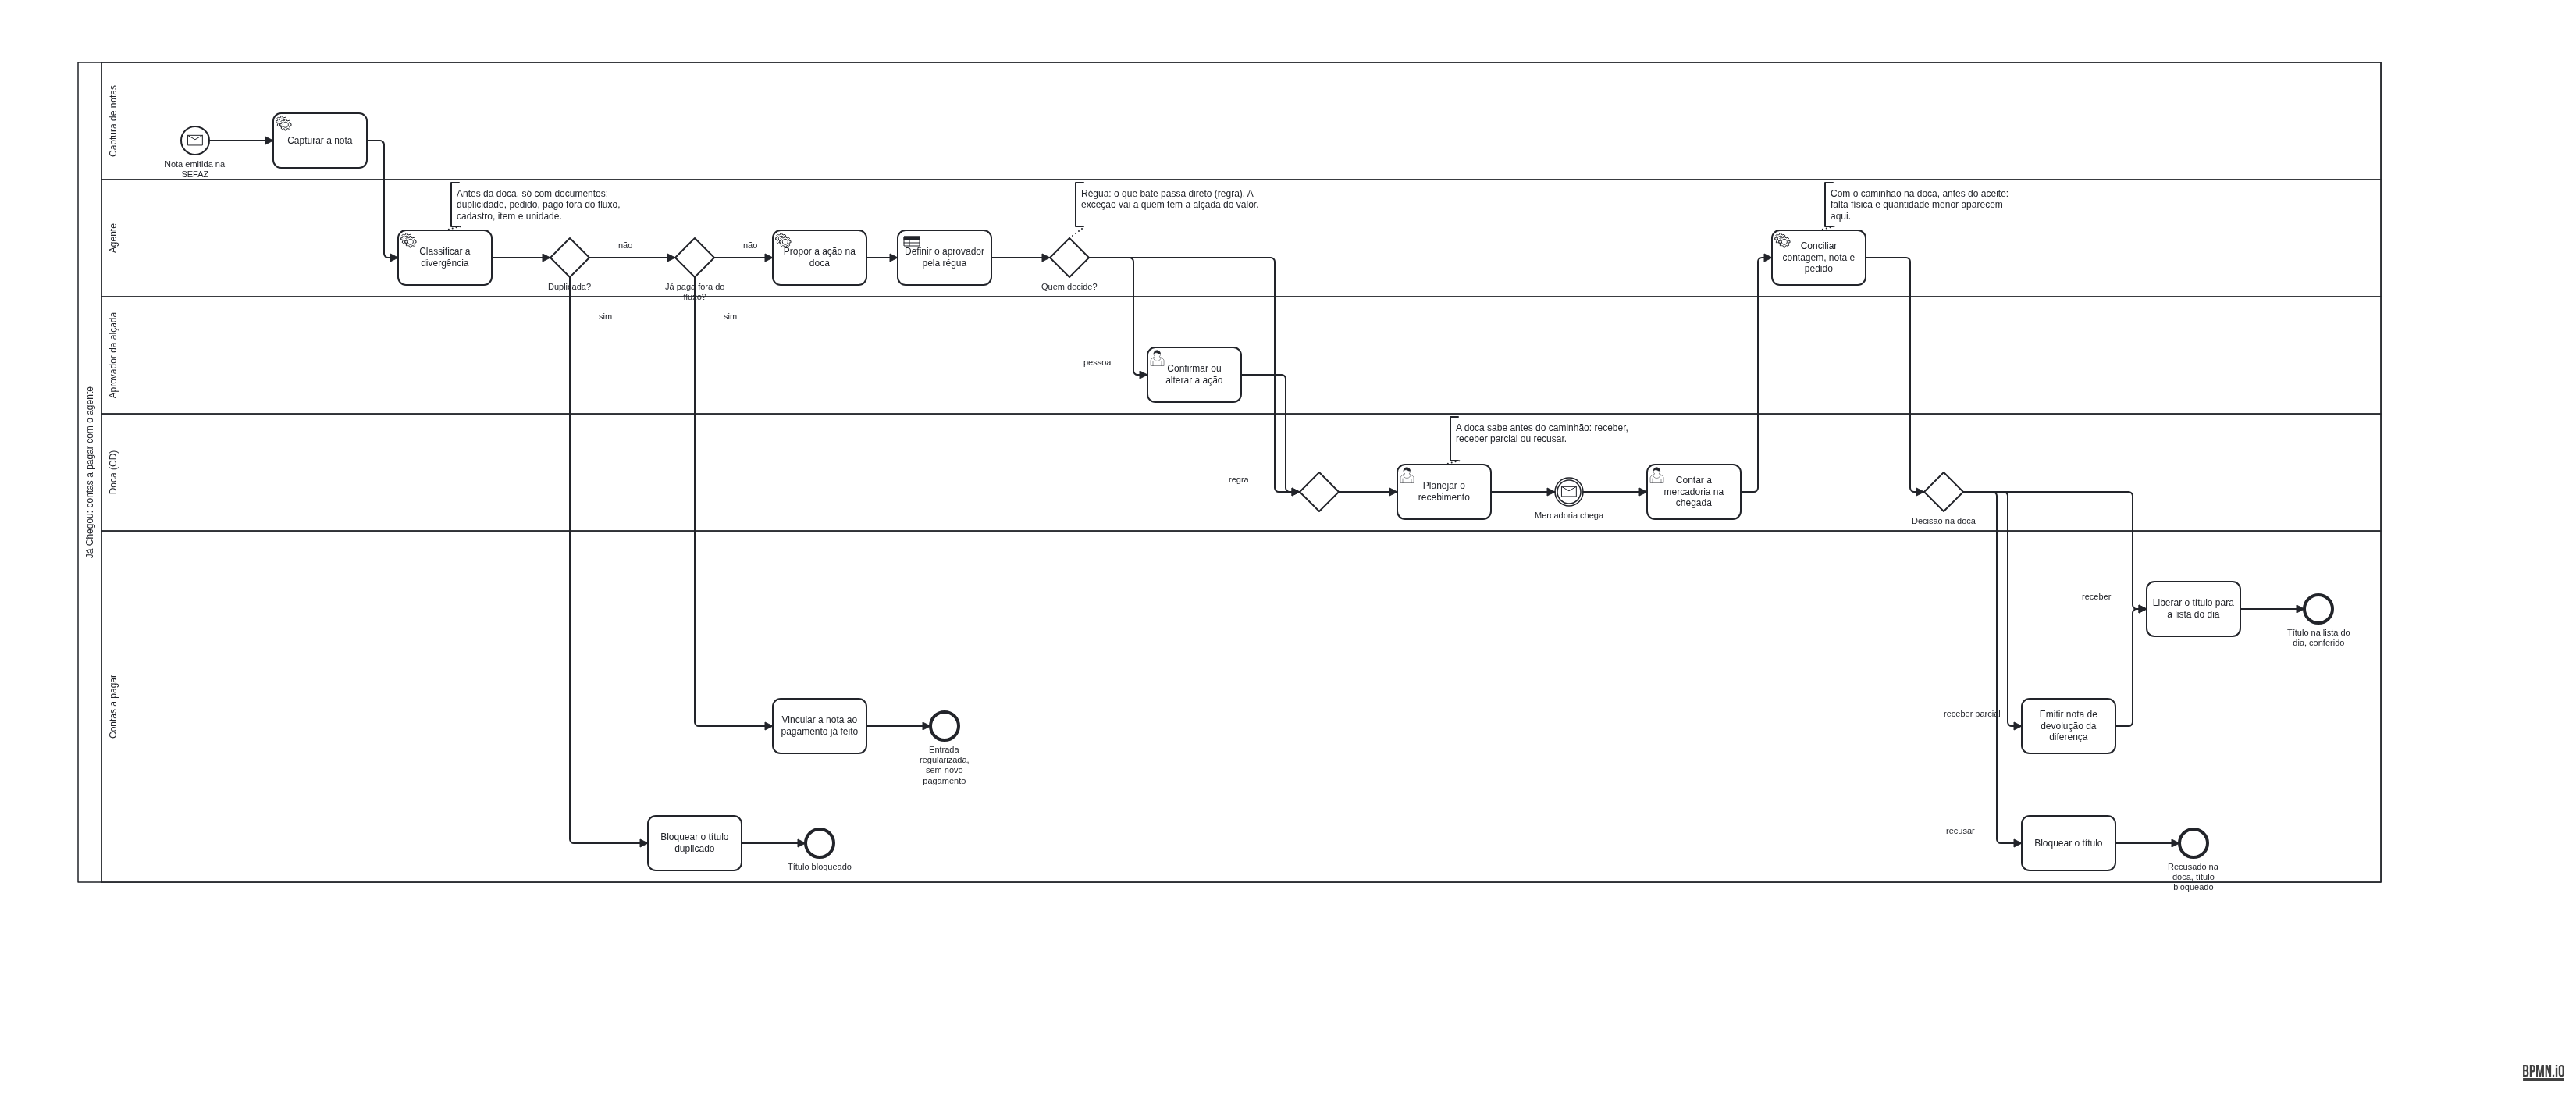 Já Chegou: contas a pagar com o agente
Captura de notas
Nota emitida na
SEFAZ
Capturar a nota
Agente
Antes da doca, só com documentos:
duplicidade, pedido, pago fora do fluxo,
cadastro, item e unidade.
Classificar a
divergência
Duplicada?
não
sim
Já paga fora do
fluxo?
não
sim
Propor a ação na
doca
Definir o aprovador
pela régua
Régua: o que bate passa direto (regra). A
exceção vai a quem tem a alçada do valor.
Quem decide?
Com o caminhão na doca, antes do aceite:
falta física e quantidade menor aparecem
aqui.
Conciliar
contagem, nota e
pedido
Aprovador da alçada
pessoa
Confirmar ou
alterar a ação
Doca (CD)
regra
A doca sabe antes do caminhão: receber,
receber parcial ou recusar.
Planejar o
recebimento
Mercadoria chega
Contar a
mercadoria na
chegada
Decisão na doca
Contas a pagar
receber
Liberar o título para
a lista do dia
Título na lista do
dia, conferido
Vincular a nota ao
pagamento já feito
Entrada
regularizada,
sem novo
pagamento
receber parcial
Emitir nota de
devolução da
diferença
Bloquear o título
duplicado
Título bloqueado
recusar
Bloquear o título
Recusado na
doca, título
bloqueado
BPMN.iO